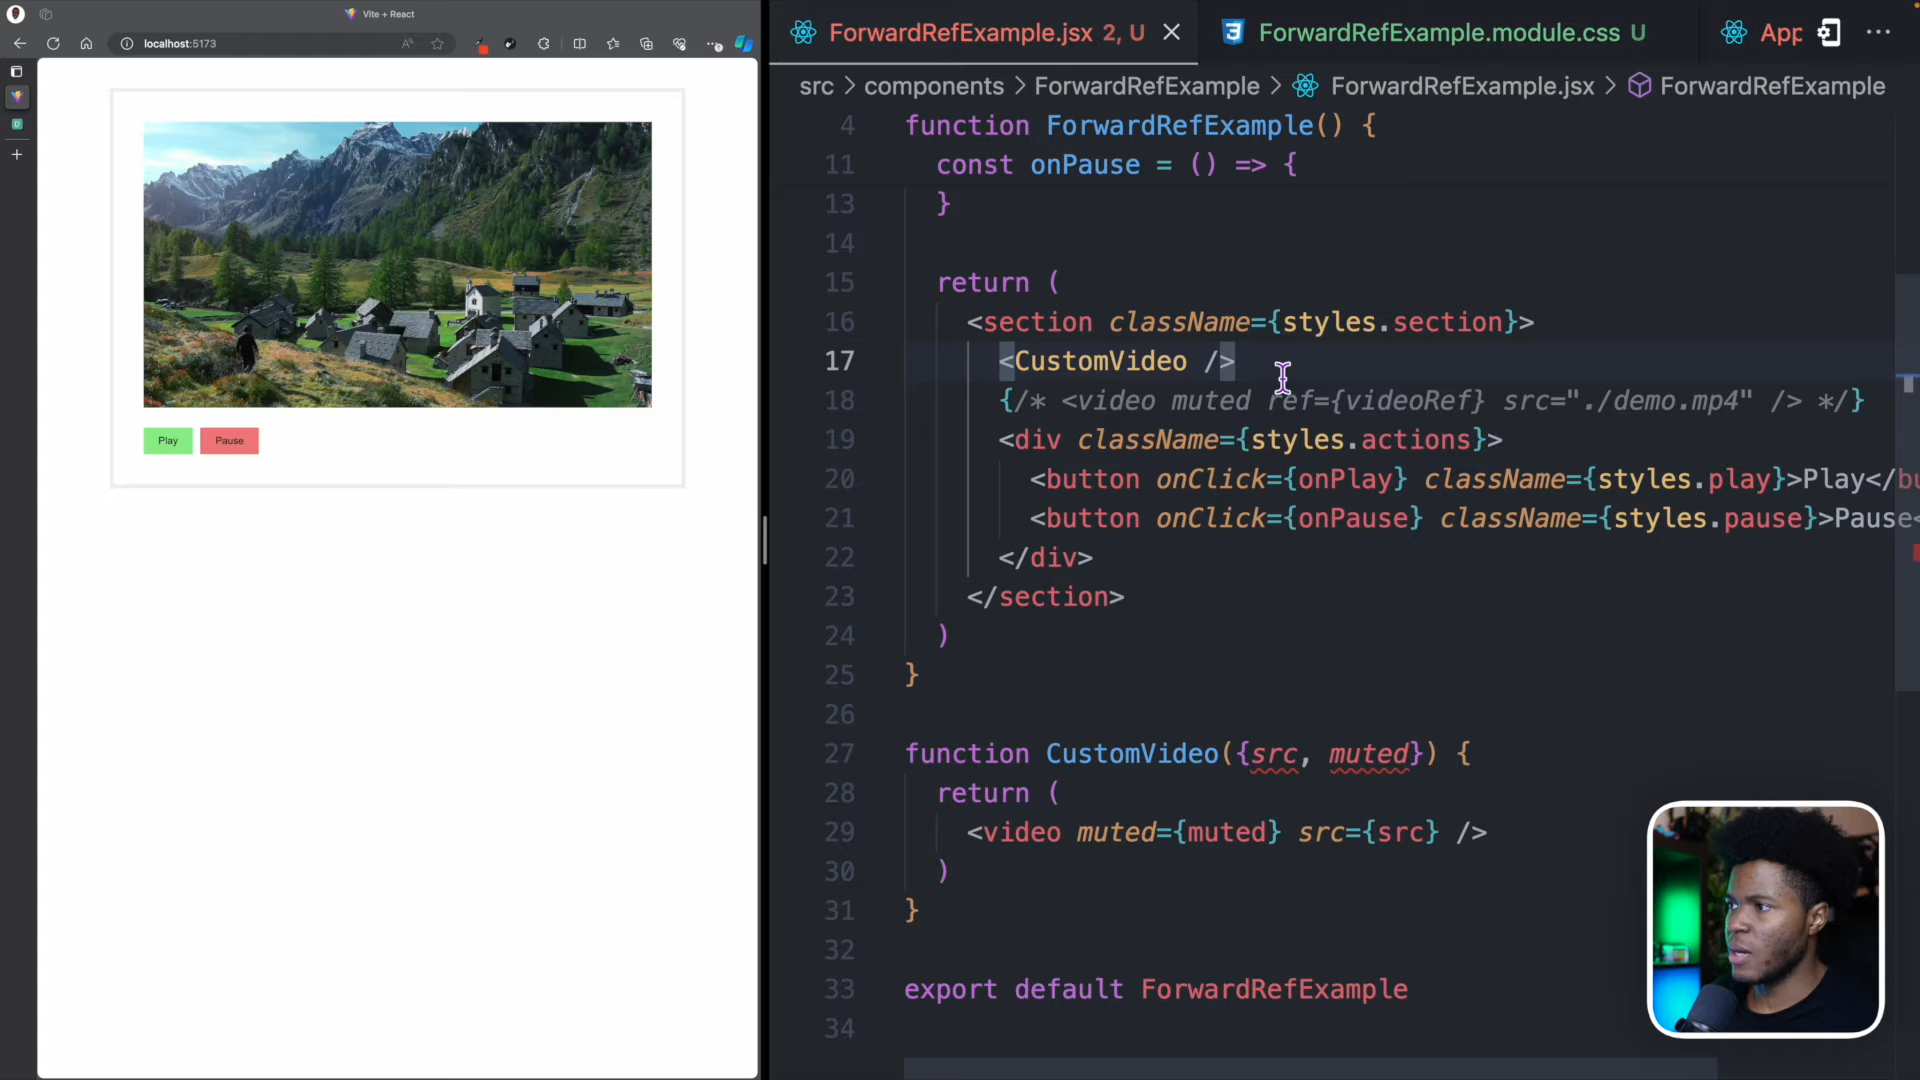 Vite + React
localhost:5173
Play
Pause
ForwardRefExample.jsx 2, U
ForwardRefExample.module.css U
App
src > components > ForwardRefExample > ForwardRefExample.jsx > ForwardRefExample
4 function ForwardRefExample() {
11 const onPause = () => {
13 }
14
15 return (
16 <section className={styles.section}>
17 <CustomVideo />
18 {/* <video muted ref={videoRef} src="./demo.mp4" /> */}
19 <div className={styles.actions}>
20 <button onClick={onPlay} className={styles.play}>Play</bu
21 <button onClick={onPause} className={styles.pause}>Pause<
22 </div>
23 </section>
24 )
25 }
26
27 function CustomVideo({src, muted}) {
28 return (
29 <video muted={muted} src={src} />
30 )
31 }
32
33 export default ForwardRefExample
34